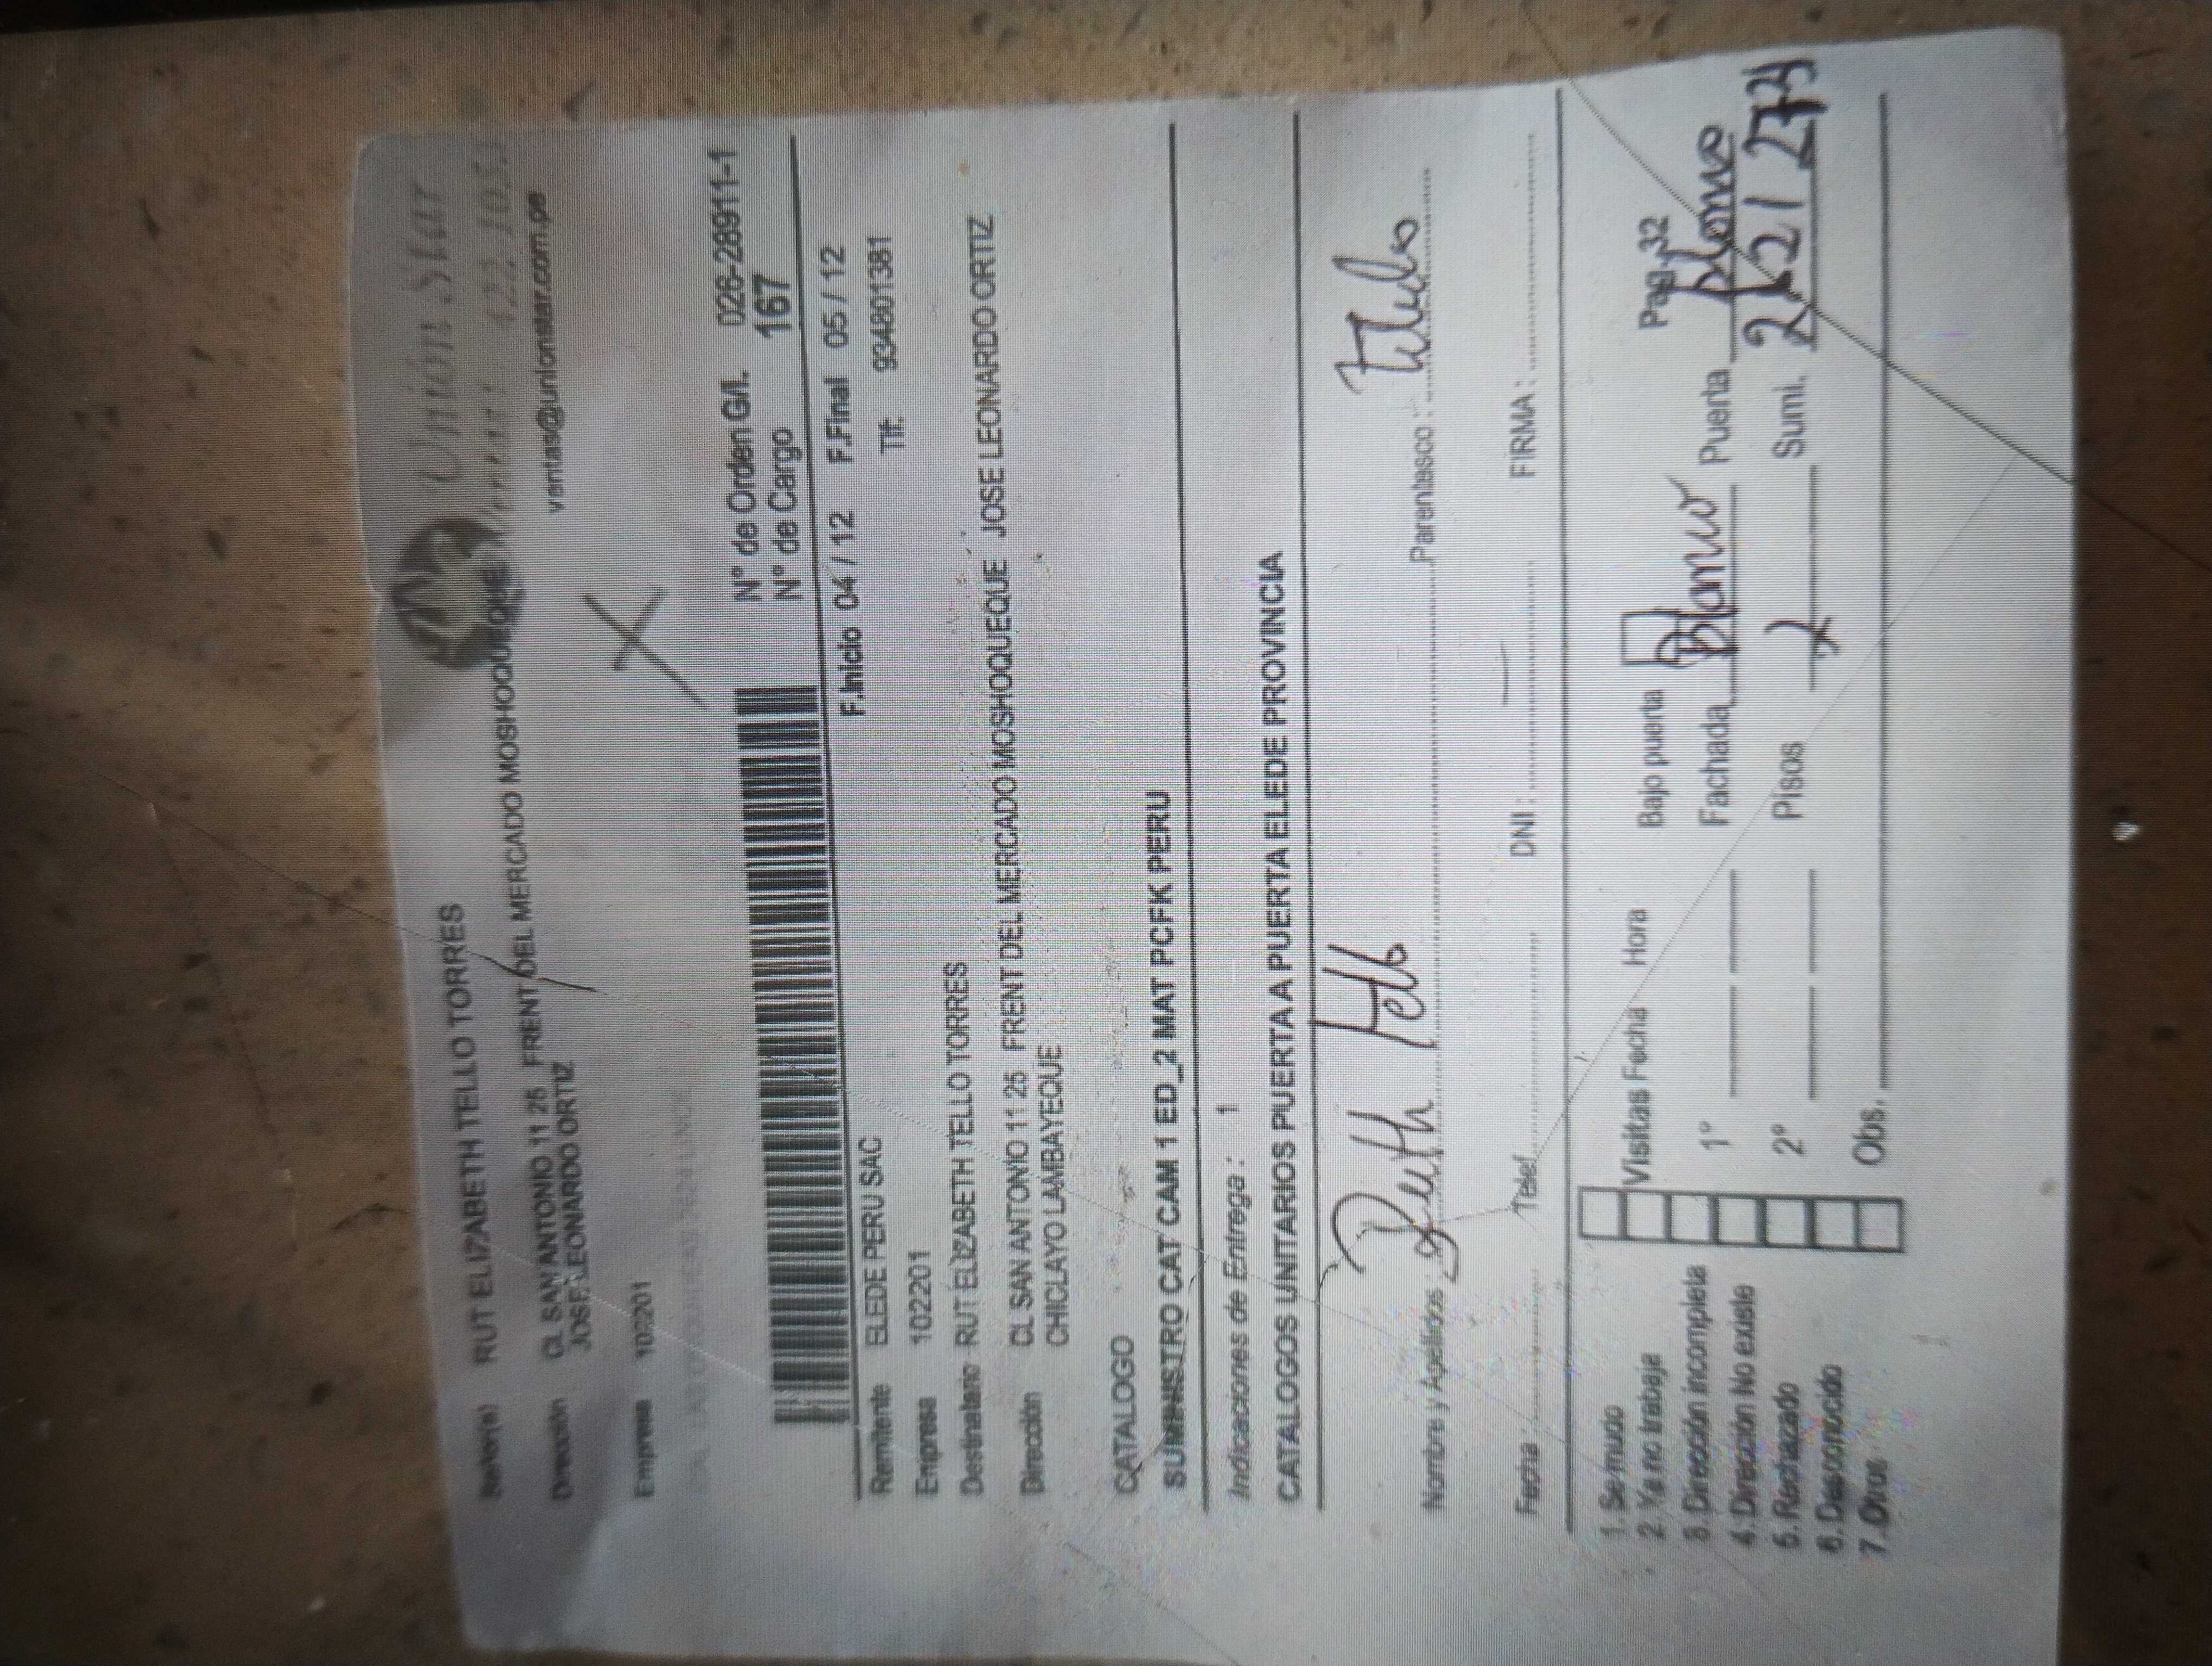 Unión Star
ventas@unionstar.com.pe
RUT ELIZABETH TELLO TORRES
Dirección CL SAN ANTONIO 11 25 FRENT DEL MERCADO MOSHOQUEQUE
JOSE LEONARDO ORTIZ
Empresa 102201
N° de Orden G/I. 026-28911-1
N° de Cargo 167
F.Inicio 04 / 12 F.Final 05 / 12
Remitente ELEDE PERU SAC Tlf. 934801381
Empresa 102201
Destinatario RUT ELIZABETH TELLO TORRES
Dirección CL SAN ANTONIO 11 25 FRENT DEL MERCADO MOSHOQUEQUE JOSE LEONARDO ORTIZ
CHICLAYO LAMBAYEQUE
CATALOGO
SUMINISTRO CAT CAM 1 ED_2 MAT PCFK PERU
Indicaciones de Entrega : 1
CATALOGOS UNITARIOS PUERTA A PUERTA ELEDE PROVINCIA
Nombre y Apellidos : Ruth Tello Parentesco :
Fecha : Telef. DNI : FIRMA :
1. Se mudo
2. Ya no trabaja Visitas Fecha Hora Bajo puerta Pag-32
3. Dirección incompleta 1° Fachada Blanco Puerta plomo
4. Dirección No existe
5. Rechazado 2° Pisos 2 Sumi.
6. Desconocido
7. Otros Obs.